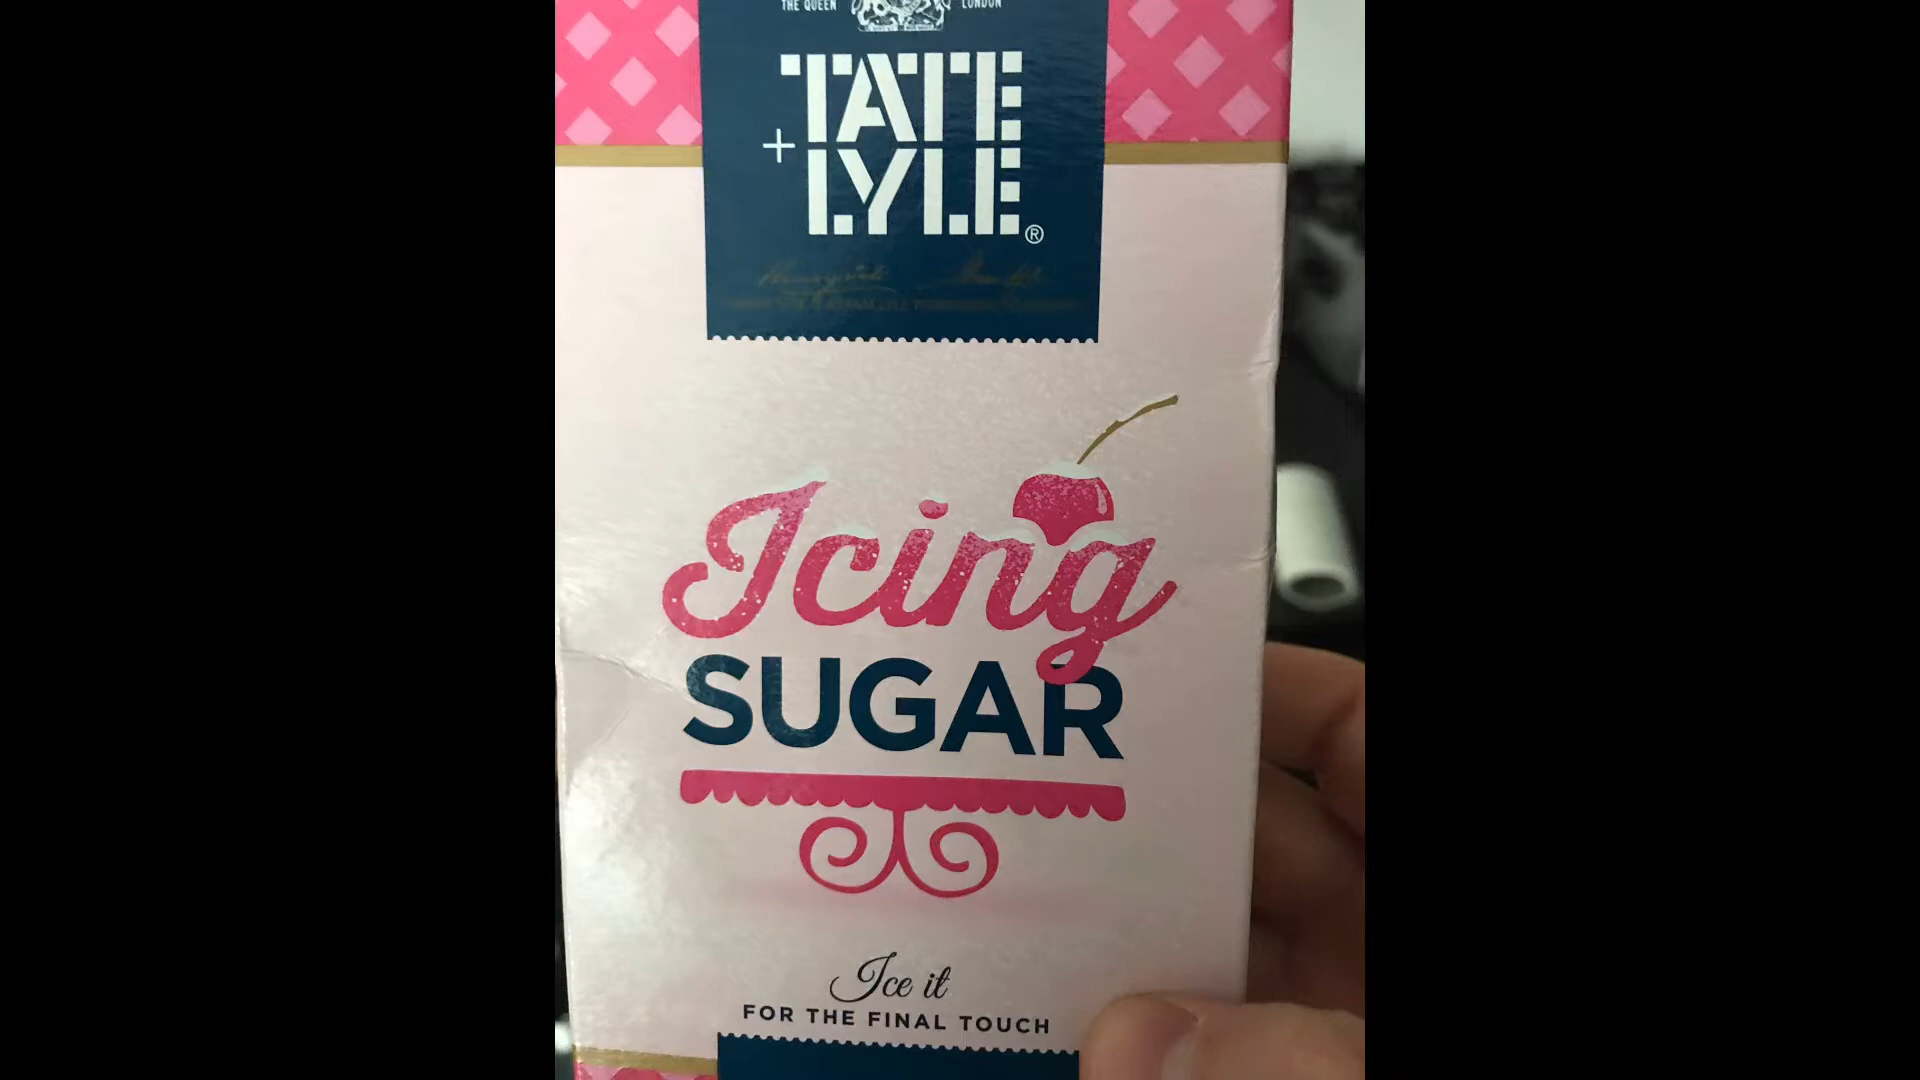 THE QUEEN LONDON
TATE
+ LYLE®
Icing
SUGAR
Ice it
FOR THE FINAL TOUCH